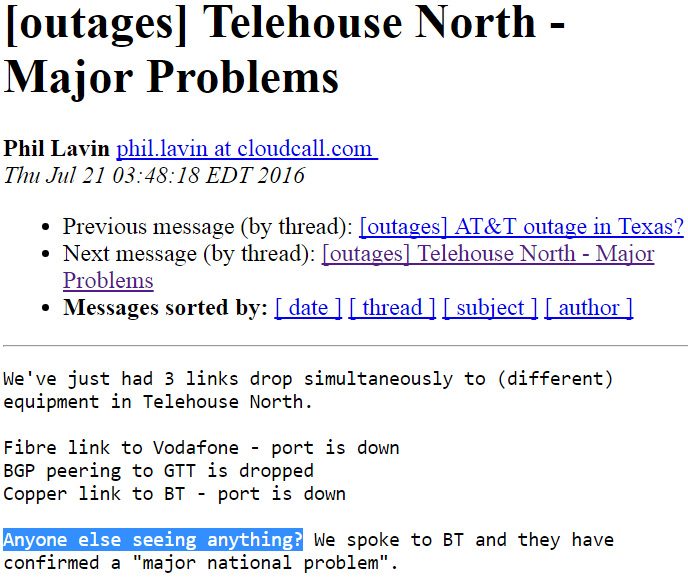 [outages] Telehouse North -
Major Problems
Phil Lavin phil.lavin at cloudcall.com
Thu Jul 21 03:48:18 EDT 2016
• Previous message (by thread): [outages] AT&T outage in Texas?
• Next message (by thread): [outages] Telehouse North - Major
Problems
• Messages sorted by: [ date ] [ thread ] [ subject ] [ author ]
We've just had 3 links drop simultaneously to (different)
equipment in Telehouse North.
Fibre link to Vodafone - port is down
BGP peering to GTT is dropped
Copper link to BT - port is down
Anyone else seeing anything? We spoke to BT and they have
confirmed a "major national problem".